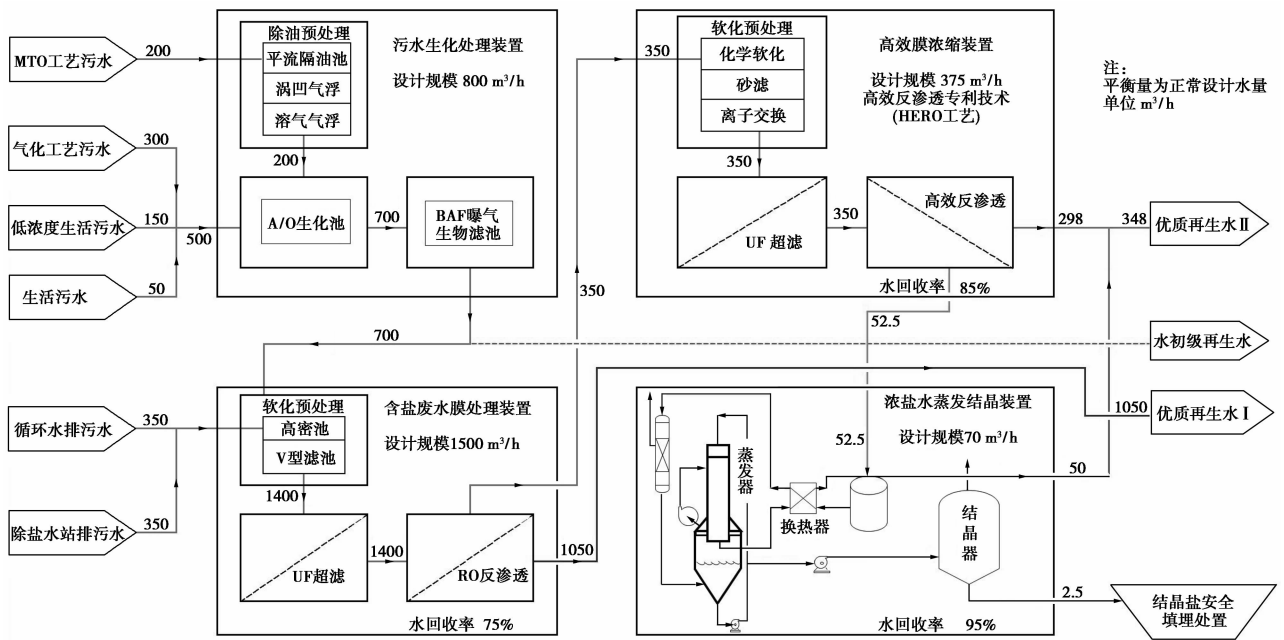 MTO工艺污水
200
气化工艺污水
300
低浓度生活污水
150
500
生活污水
50
除油预处理
平流隔油池
涡凹气浮
溶气气浮
200
污水生化处理装置
设计规模 800 m³/h
A/O生化池
700
BAF曝气
生物滤池
700
350
350
软化预处理
化学软化
砂滤
离子交换
350
高效膜浓缩装置
设计规模 375 m³/h
高效反渗透专利技术
(HERO工艺)
UF 超滤
350
高效反渗透
水回收率 85%
298
348
优质再生水Ⅱ
52.5
注:
平衡量为正常设计水量
单位 m³/h
水初级再生水
循环水排污水
350
除盐水站排污水
350
软化预处理
高密池
V型滤池
1400
含盐废水膜处理装置
设计规模1500 m³/h
UF超滤
1400
RO反渗透
水回收率 75%
1050
1050
优质再生水Ⅰ
浓盐水蒸发结晶装置
设计规模70 m³/h
52.5
蒸发器
换热器
结晶器
50
2.5
水回收率 95%
结晶盐安全
填埋处置